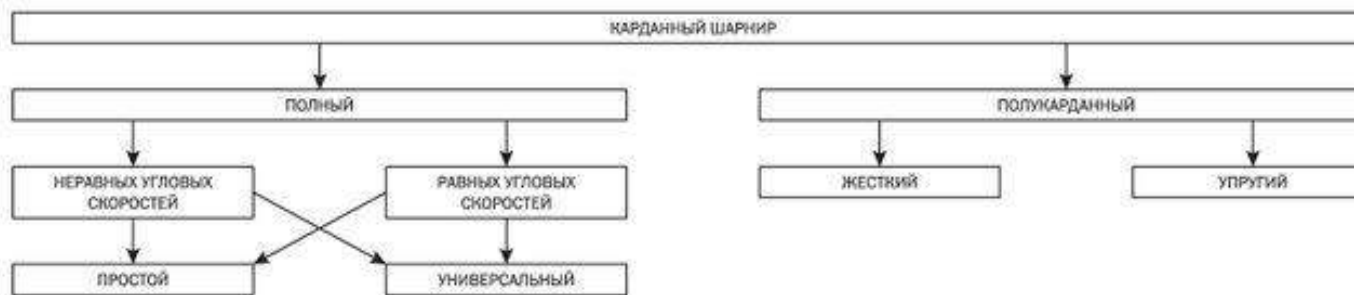 КАРДАННЫЙ ШАРНИР
ПОЛНЫЙ
ПОЛУКАРДАННЫЙ
НЕРАВНЫХ УГЛОВЫХ
СКОРОСТЕЙ
РАВНЫХ УГЛОВЫХ
СКОРОСТЕЙ
ЖЕСТКИЙ
УПРУГИЙ
ПРОСТОЙ
УНИВЕРСАЛЬНЫЙ